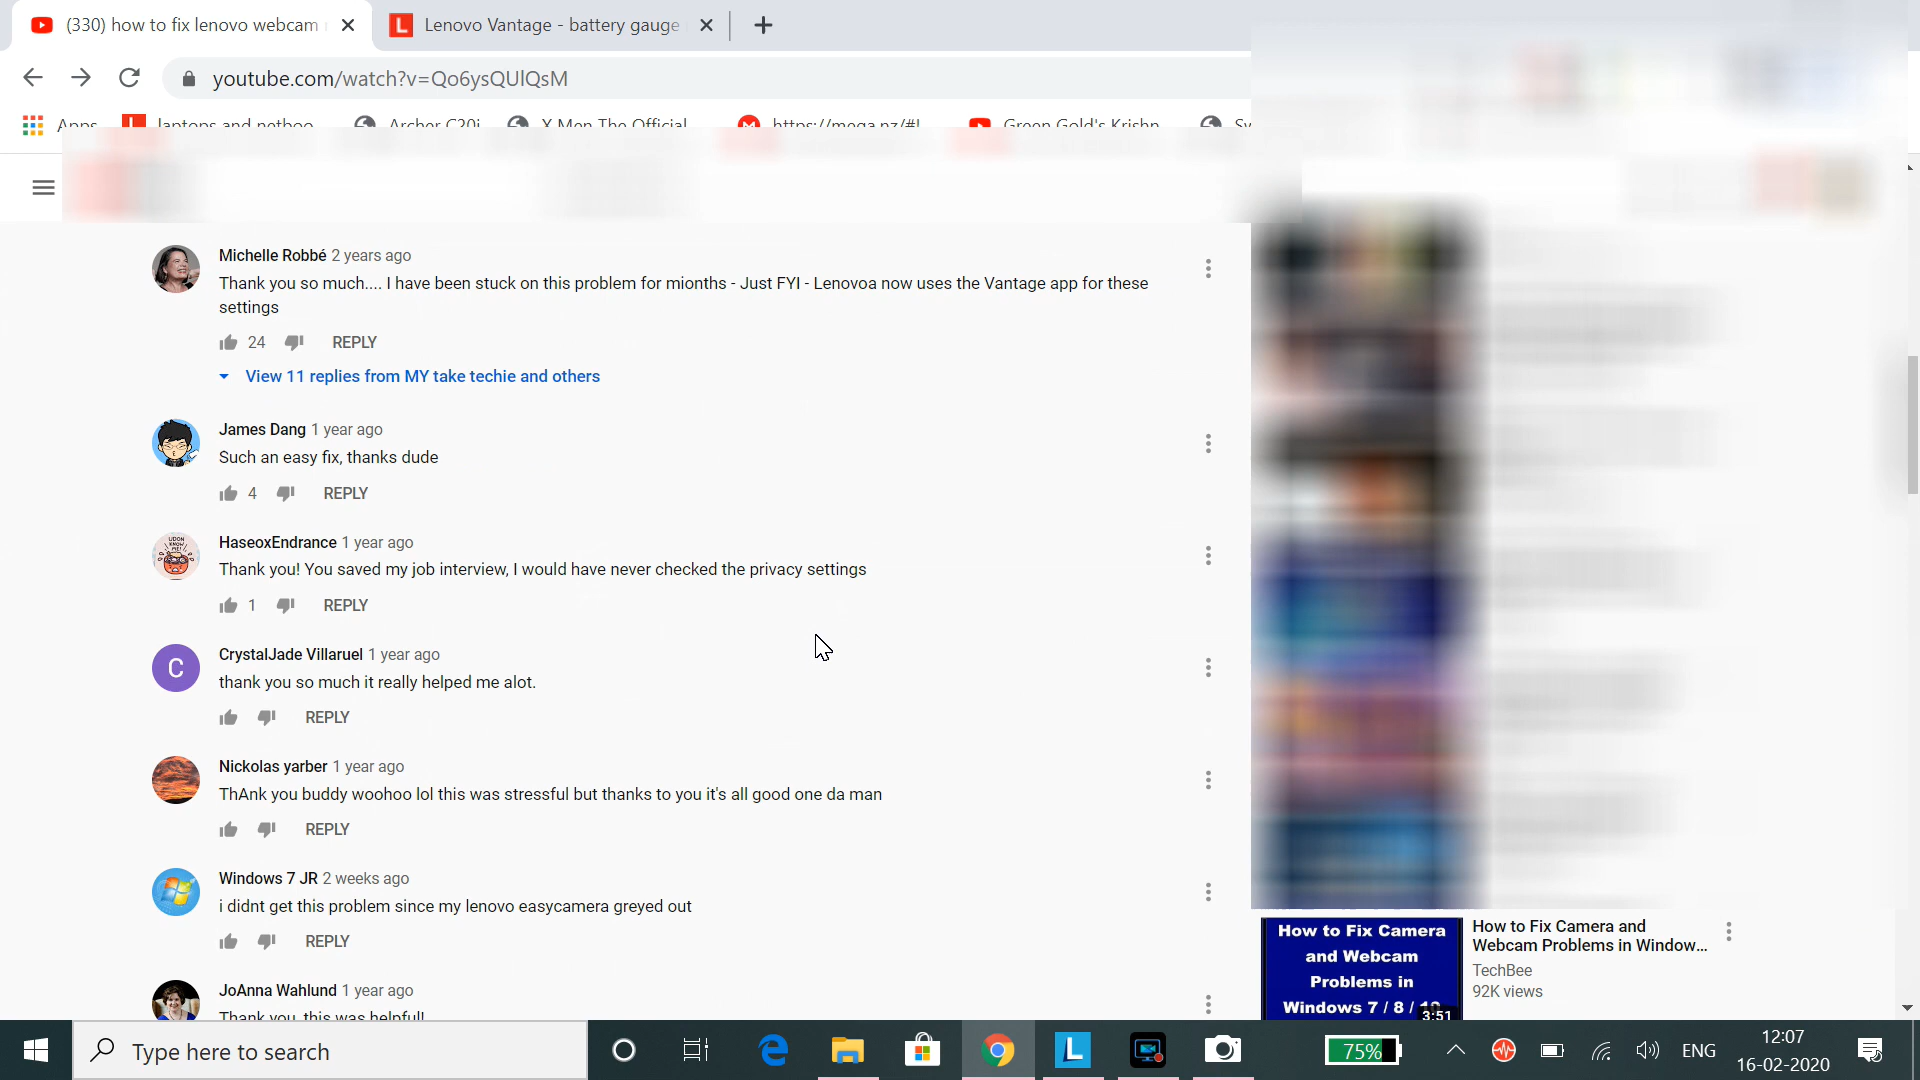 (330) how to fix lenovo webcam
Lenovo Vantage - battery gauge
youtube.com/watch?v=Qo6ysQUlQsM
Apps
laptops and netboo
Archer C20i
X Men The Official
https://mega.nz/#!
Green Gold's Krishn
Sy
Michelle Robbé 2 years ago
Thank you so much.... I have been stuck on this problem for mionths - Just FYI - Lenovoa now uses the Vantage app for these
settings
24 REPLY
View 11 replies from MY take techie and others
James Dang 1 year ago
Such an easy fix, thanks dude
4 REPLY
HaseoxEndrance 1 year ago
Thank you! You saved my job interview, I would have never checked the privacy settings
1 REPLY
C
CrystalJade Villaruel 1 year ago
thank you so much it really helped me alot.
REPLY
Nickolas yarber 1 year ago
ThAnk you buddy woohoo lol this was stressful but thanks to you it's all good one da man
REPLY
Windows 7 JR 2 weeks ago
i didnt get this problem since my lenovo easycamera greyed out
REPLY
JoAnna Wahlund 1 year ago
Thank you, this was helpful!
How to Fix Camera
and Webcam
Problems in
Windows 7 / 8 / 10
3:51
How to Fix Camera and
Webcam Problems in Window...
TechBee
92K views
Type here to search
75%
ENG
12:07
16-02-2020